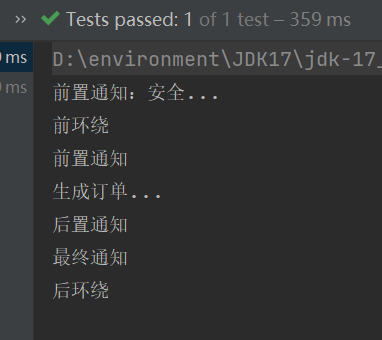 Tests passed: 1 of 1 test – 359 ms
0 ms D:\environment\JDK17\jdk-17_
ms 前置通知：安全...
前环绕
前置通知
生成订单...
后置通知
最终通知
后环绕